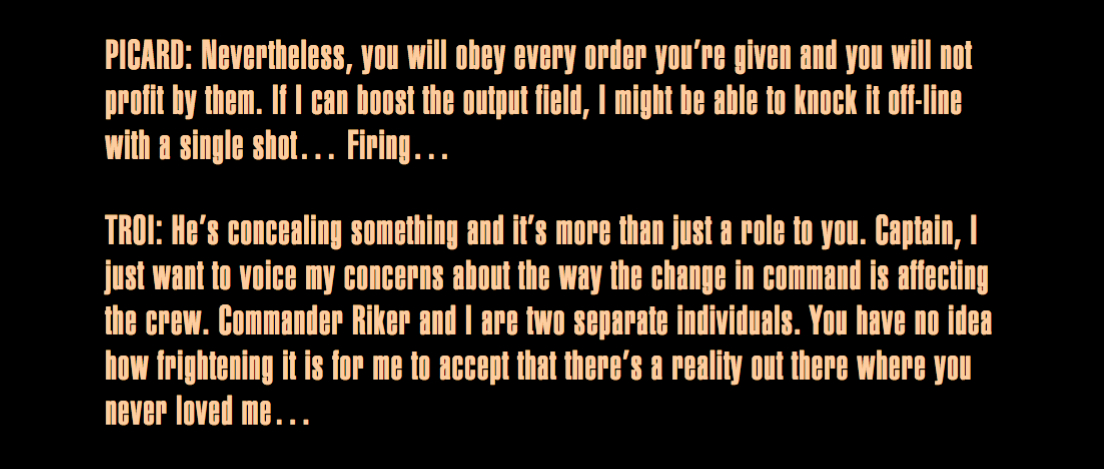 PICARD: Nevertheless, you will obey every order you're given and you will not
profit by them. If I can boost the output field, I might be able to knock it off-line
with a single shot... Firing...
TROI: He's concealing something and it's more than just a role to you. Captain, I
just want to voice my concerns about the way the change in command is affecting
the crew. Commander Riker and I are two separate individuals. You have no idea
how frightening it is for me to accept that there's a reality out there where you
never loved me...